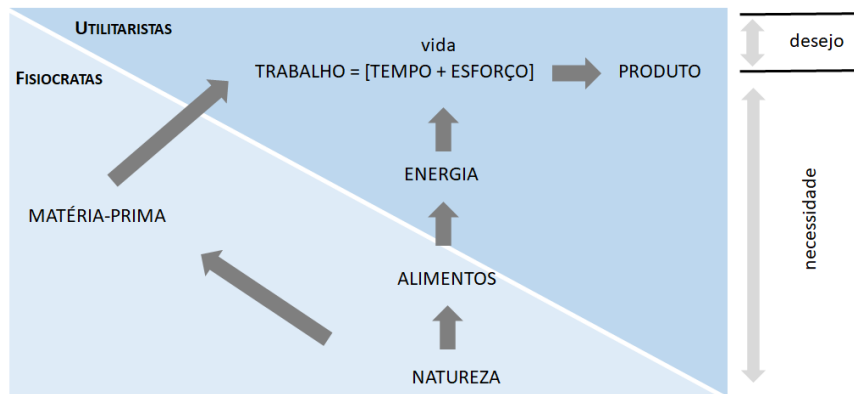 UTILITARISTAS
desejo
vida
FISIOCRATAS
TRABALHO = [TEMPO + ESFORÇO]
PRODUTO
ENERGIA
necessidade
MATÉRIA-PRIMA
ALIMENTOS
NATUREZA